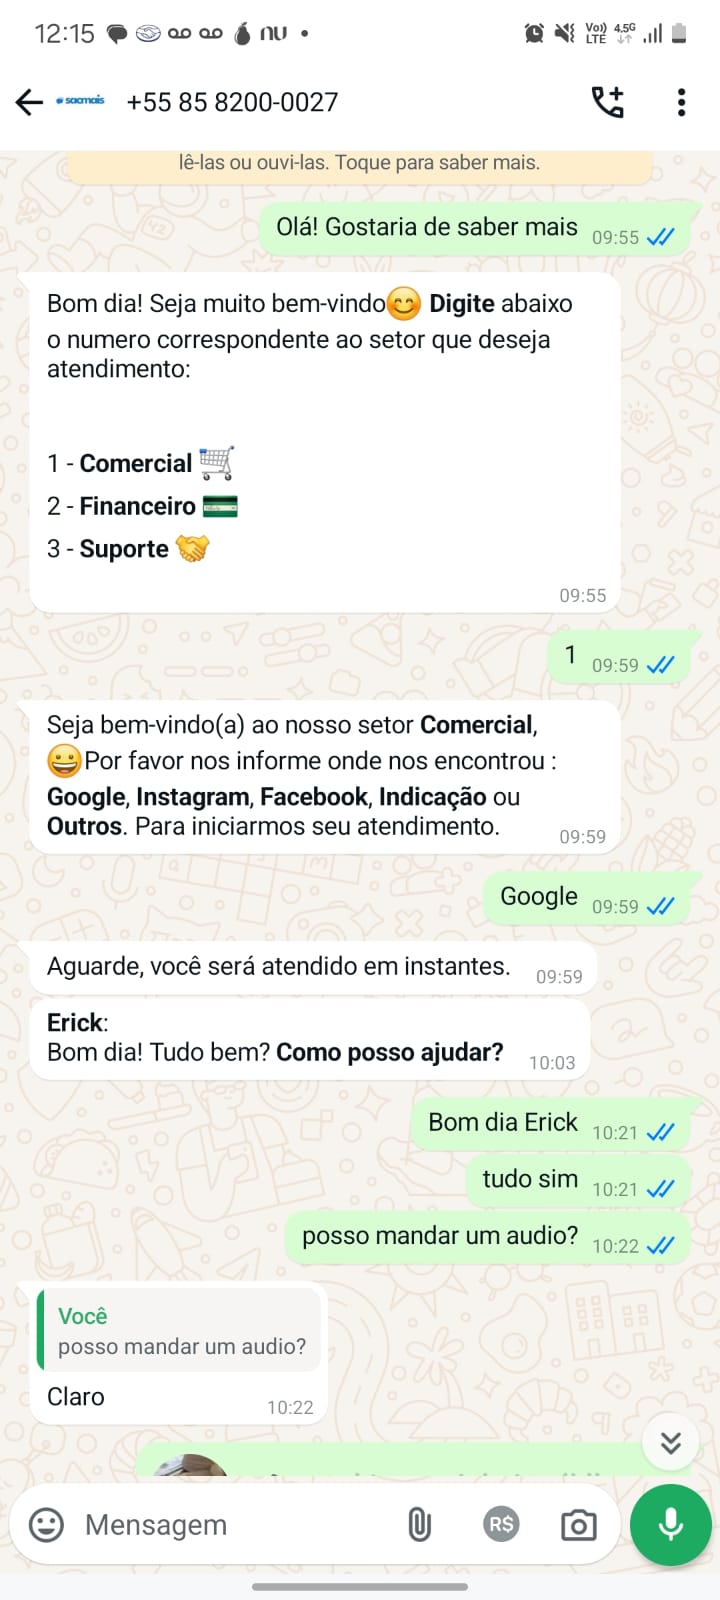 12:15
nu
Vo))
LTE
4.5G
sacmais
+55 85 8200-0027
lê-las ou ouvi-las. Toque para saber mais.
Olá! Gostaria de saber mais 09:55
Bom dia! Seja muito bem-vindo😊 Digite abaixo
o numero correspondente ao setor que deseja
atendimento:
1 - Comercial 🛒
2 - Financeiro 💳
3 - Suporte 🤝
09:55
1 09:59
Seja bem-vindo(a) ao nosso setor Comercial,
😀Por favor nos informe onde nos encontrou :
Google, Instagram, Facebook, Indicação ou
Outros. Para iniciarmos seu atendimento. 09:59
Google 09:59
Aguarde, você será atendido em instantes. 09:59
Erick:
Bom dia! Tudo bem? Como posso ajudar? 10:03
Bom dia Erick 10:21
tudo sim 10:21
posso mandar um audio? 10:22
Você
posso mandar um audio?
Claro 10:22
Mensagem
R$